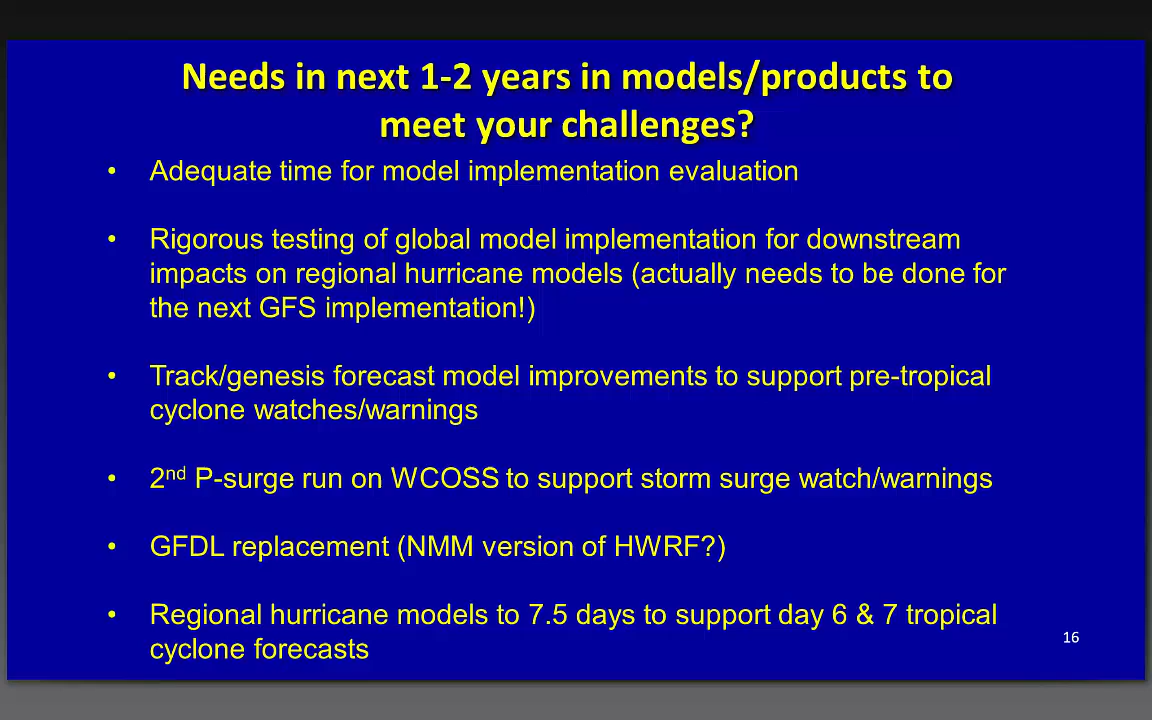 Needs in next 1-2 years in models/products to
meet your challenges?
• Adequate time for model implementation evaluation
• Rigorous testing of global model implementation for downstream
impacts on regional hurricane models (actually needs to be done for
the next GFS implementation!)
• Track/genesis forecast model improvements to support pre-tropical
cyclone watches/warnings
• 2nd P-surge run on WCOSS to support storm surge watch/warnings
• GFDL replacement (NMM version of HWRF?)
• Regional hurricane models to 7.5 days to support day 6 & 7 tropical
cyclone forecasts
16